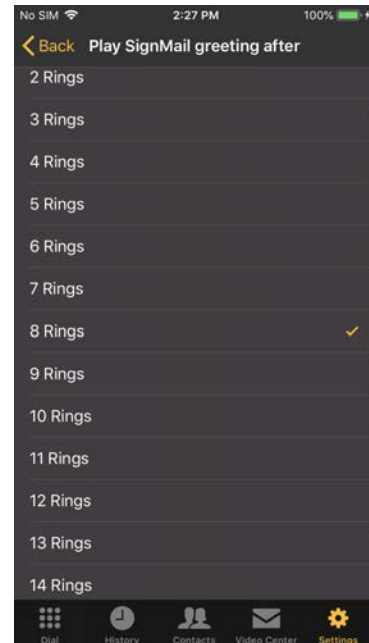 No SIM 2:27 PM 100%
Back Play SignMail greeting after
2 Rings
3 Rings
4 Rings
5 Rings
6 Rings
7 Rings
8 Rings
9 Rings
10 Rings
11 Rings
12 Rings
13 Rings
14 Rings
Dial History Contacts Video Center Settings